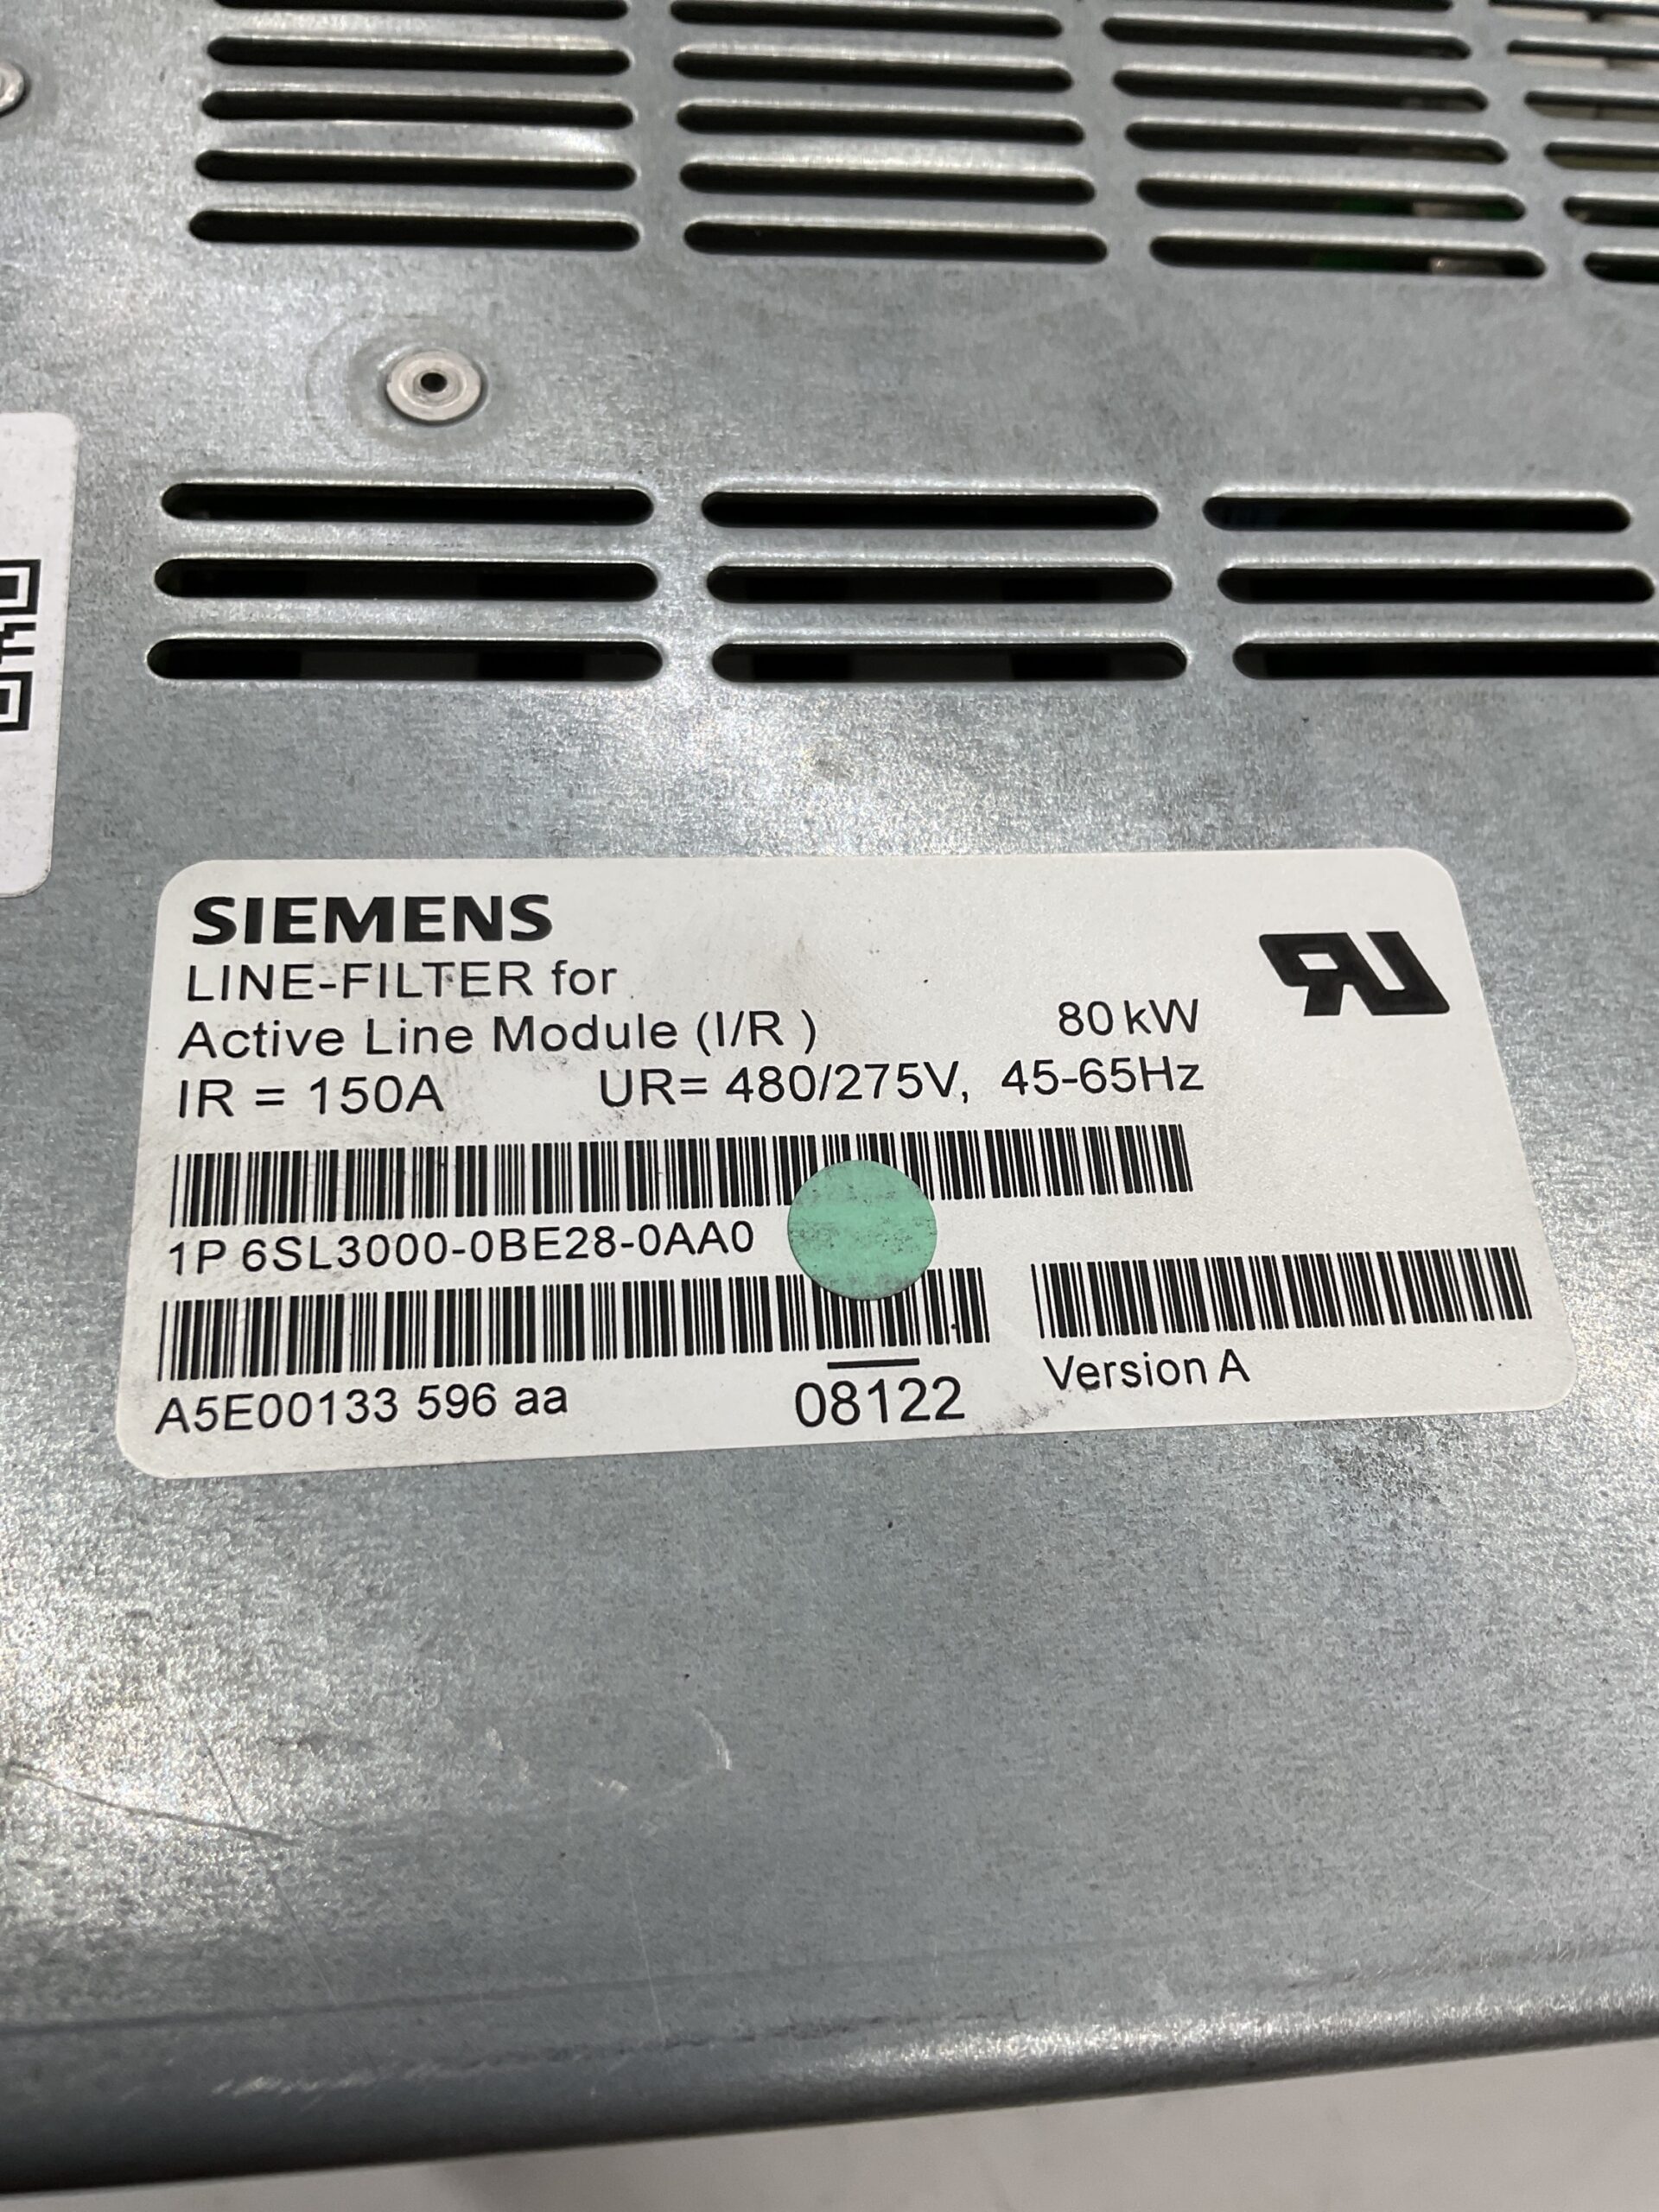 SIEMENS
LINE-FILTER for
Active Line Module (I/R ) 80 kW
IR = 150A UR= 480/275V, 45-65Hz
1P 6SL3000-0BE28-0AA0
A5E00133 596 aa 08122 Version A